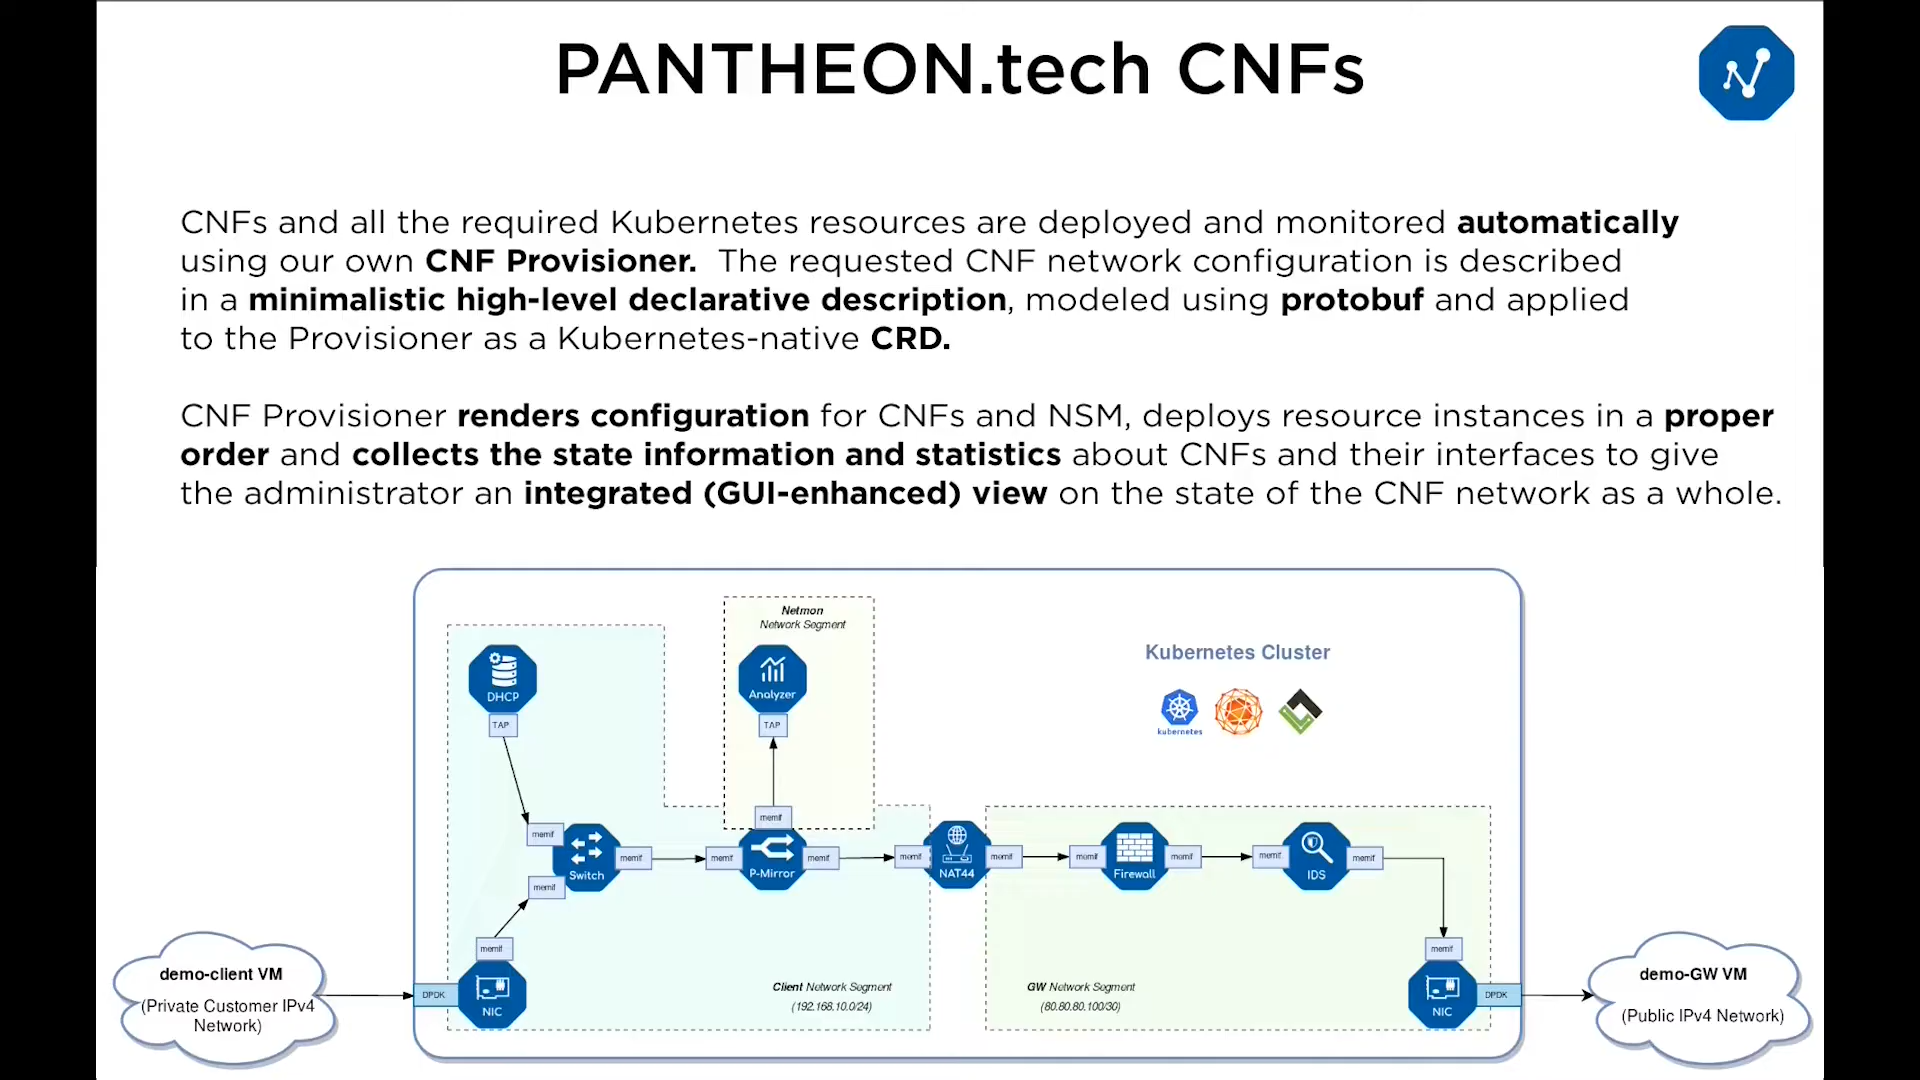 PANTHEON.tech CNFs
CNFs and all the required Kubernetes resources are deployed and monitored automatically
using our own CNF Provisioner. The requested CNF network configuration is described
in a minimalistic high-level declarative description, modeled using protobuf and applied
to the Provisioner as a Kubernetes-native CRD.
CNF Provisioner renders configuration for CNFs and NSM, deploys resource instances in a proper
order and collects the state information and statistics about CNFs and their interfaces to give
the administrator an integrated (GUI-enhanced) view on the state of the CNF network as a whole.
Netmon
Network Segment
Kubernetes Cluster
kubernetes
DHCP
TAP
Analyzer
TAP
memif
memif
Switch
memif
memif
memif
P-Mirror
memif
memif
NAT44
memif
memif
Firewall
memif
memif
IDS
memif
memif
NIC
DPDK
demo-client VM
(Private Customer IPv4
Network)
Client Network Segment
(192.168.10.0/24)
GW Network Segment
(80.80.80.100/30)
memif
NIC
DPDK
demo-GW VM
(Public IPv4 Network)